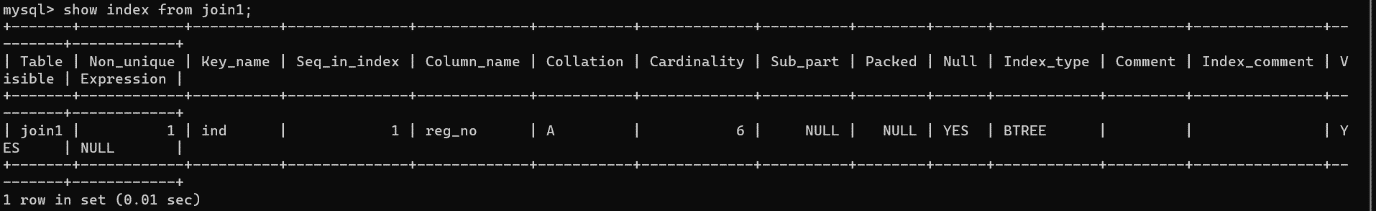 mysql> show index from join1;
+-------+------------+----------+--------------+-------------+-----------+-------------+----------+--------+------+------------+---------+---------------+--
-------+------------+
| Table | Non_unique | Key_name | Seq_in_index | Column_name | Collation | Cardinality | Sub_part | Packed | Null | Index_type | Comment | Index_comment | V
isible | Expression |
+-------+------------+----------+--------------+-------------+-----------+-------------+----------+--------+------+------------+---------+---------------+--
-------+------------+
| join1 |          1 | ind      |            1 | reg_no      | A         |           6 |     NULL |   NULL | YES  | BTREE      |         |               | Y
ES     | NULL       |
+-------+------------+----------+--------------+-------------+-----------+-------------+----------+--------+------+------------+---------+---------------+--
-------+------------+
1 row in set (0.01 sec)